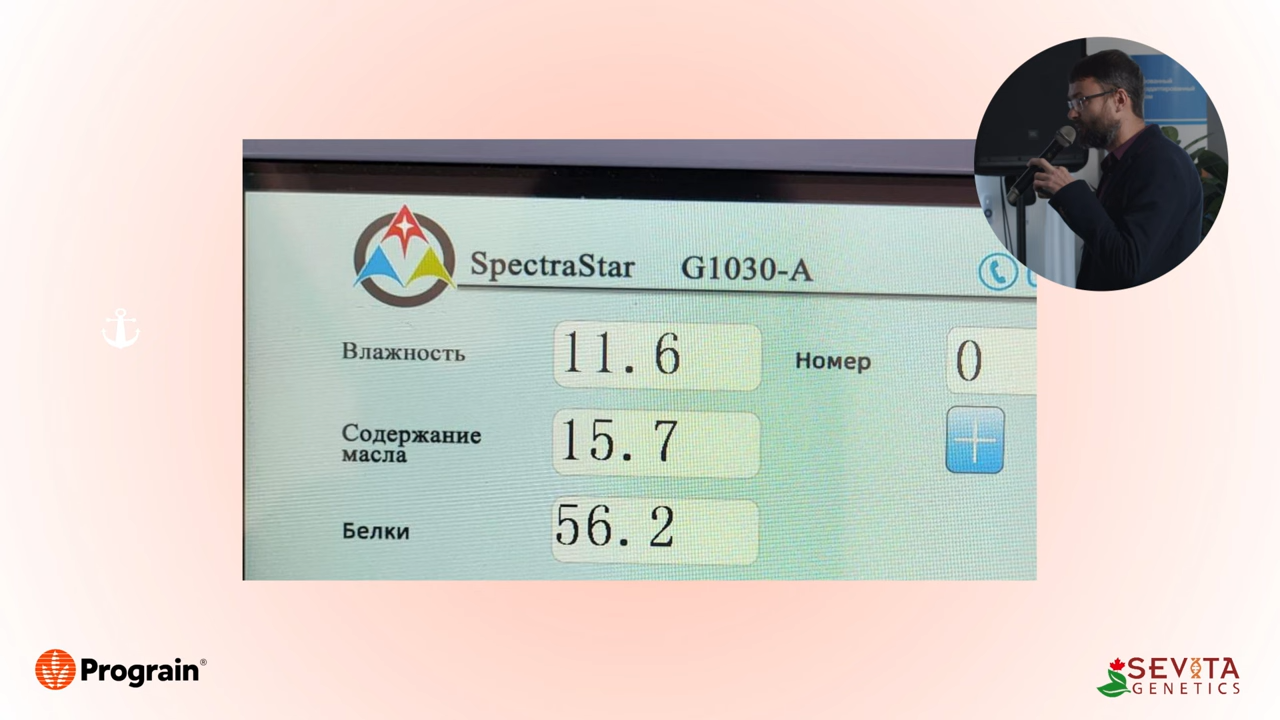 SpectraStar G1030-A
Влажность 11.6 Номер 0
Содержание
масла 15.7
Белки 56.2
Prograin®
SEVITA
GENETICS